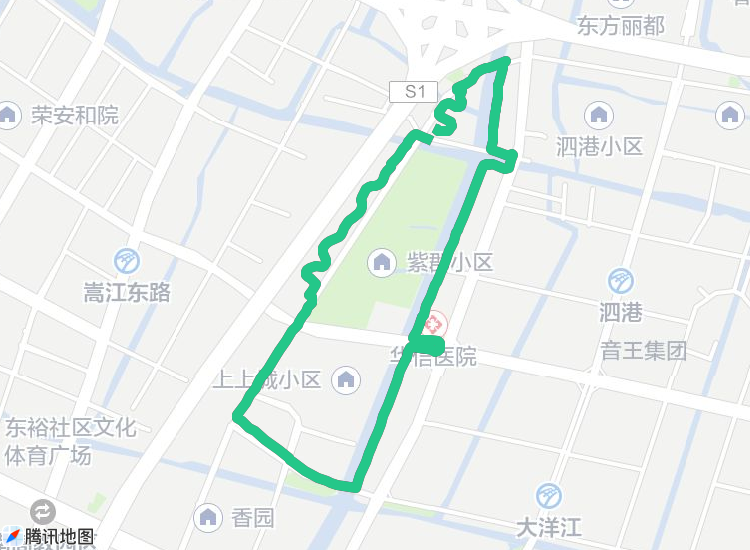 东方丽都
S1
荣安和院
泗港小区
紫郡小区
嵩江东路
泗港
华信医院
音王集团
上上城小区
东裕社区文化
体育广场
香园
大洋江
腾讯地图